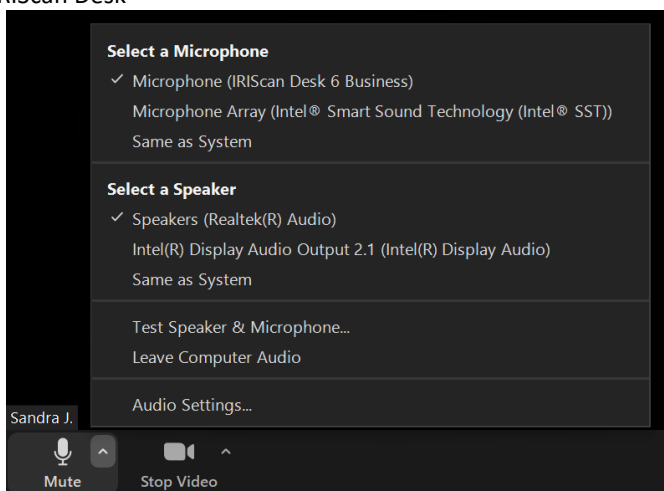 Select a Microphone
✓ Microphone (IRIScan Desk 6 Business)
Microphone Array (Intel® Smart Sound Technology (Intel® SST))
Same as System
Select a Speaker
✓ Speakers (Realtek(R) Audio)
Intel(R) Display Audio Output 2.1 (Intel(R) Display Audio)
Same as System
Test Speaker & Microphone...
Leave Computer Audio
Audio Settings...
Sandra J.
Mute Stop Video